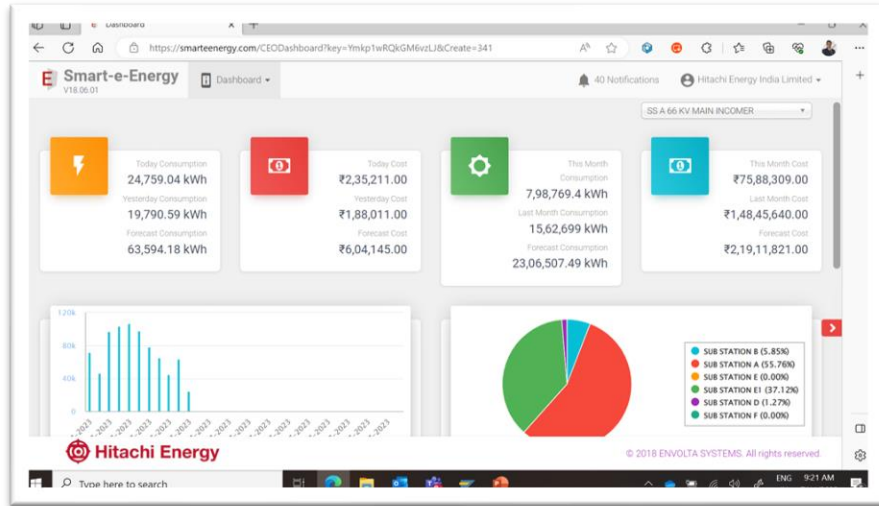 Dashboard
https://smarteenergy.com/CEODashboard?key=Ymkp1wRQkGM6vzLJ&Create=341
Smart-e-Energy
V18.06.01
Dashboard
40 Notifications
Hitachi Energy India Limited
SS A 66 KV MAIN INCOMER
Today Consumption
24,759.04 kWh
Yesterday Consumption
19,790.59 kWh
Forecast Consumption
63,594.18 kWh
Today Cost
₹2,35,211.00
Yesterday Cost
₹1,88,011.00
Forecast Cost
₹6,04,145.00
This Month
Consumption
7,98,769.4 kWh
Last Month Consumption
15,62,699 kWh
Forecast Consumption
23,06,507.49 kWh
This Month Cost
₹75,88,309.00
Last Month Cost
₹1,48,45,640.00
Forecast Cost
₹2,19,11,821.00
120k
80k
40k
0
SUB STATION B (5.85%)
SUB STATION A (55.76%)
SUB STATION E (0.00%)
SUB STATION E1 (37.12%)
SUB STATION D (1.27%)
SUB STATION F (0.00%)
Hitachi Energy
© 2018 ENVOLTA SYSTEMS. All rights reserved.
Type here to search
ENG
9:21 AM